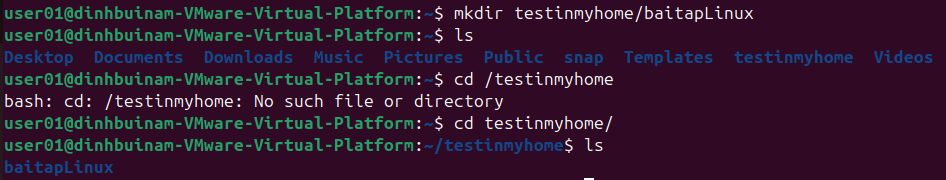 user01@dinhbuinam-VMware-Virtual-Platform:~$ mkdir testinmyhome/baitapLinux
user01@dinhbuinam-VMware-Virtual-Platform:~$ ls
Desktop  Documents  Downloads  Music  Pictures  Public  snap  Templates  testinmyhome  Videos
user01@dinhbuinam-VMware-Virtual-Platform:~$ cd /testinmyhome
bash: cd: /testinmyhome: No such file or directory
user01@dinhbuinam-VMware-Virtual-Platform:~$ cd testinmyhome/
user01@dinhbuinam-VMware-Virtual-Platform:~/testinmyhome$ ls
baitapLinux